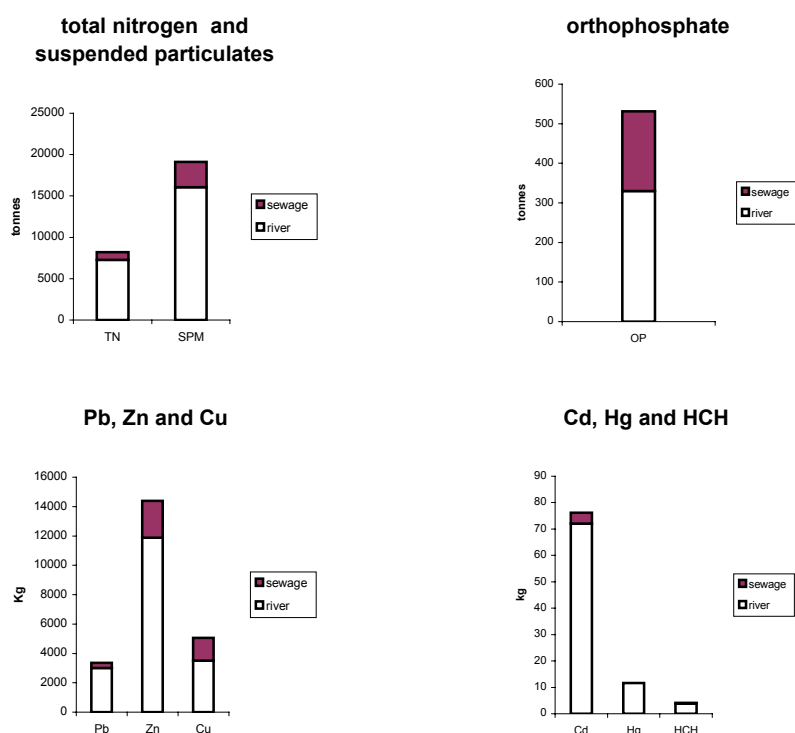 total nitrogen and
suspended particulates
25000
20000
15000
10000
5000
0
tonnes
TN SPM
sewage
river
orthophosphate
600
500
400
300
200
100
0
tonnes
OP
sewage
river
Pb, Zn and Cu
16000
14000
12000
10000
8000
6000
4000
2000
0
Kg
Pb Zn Cu
sewage
river
Cd, Hg and HCH
90
80
70
60
50
40
30
20
10
0
kg
Cd Hg HCH
sewage
river